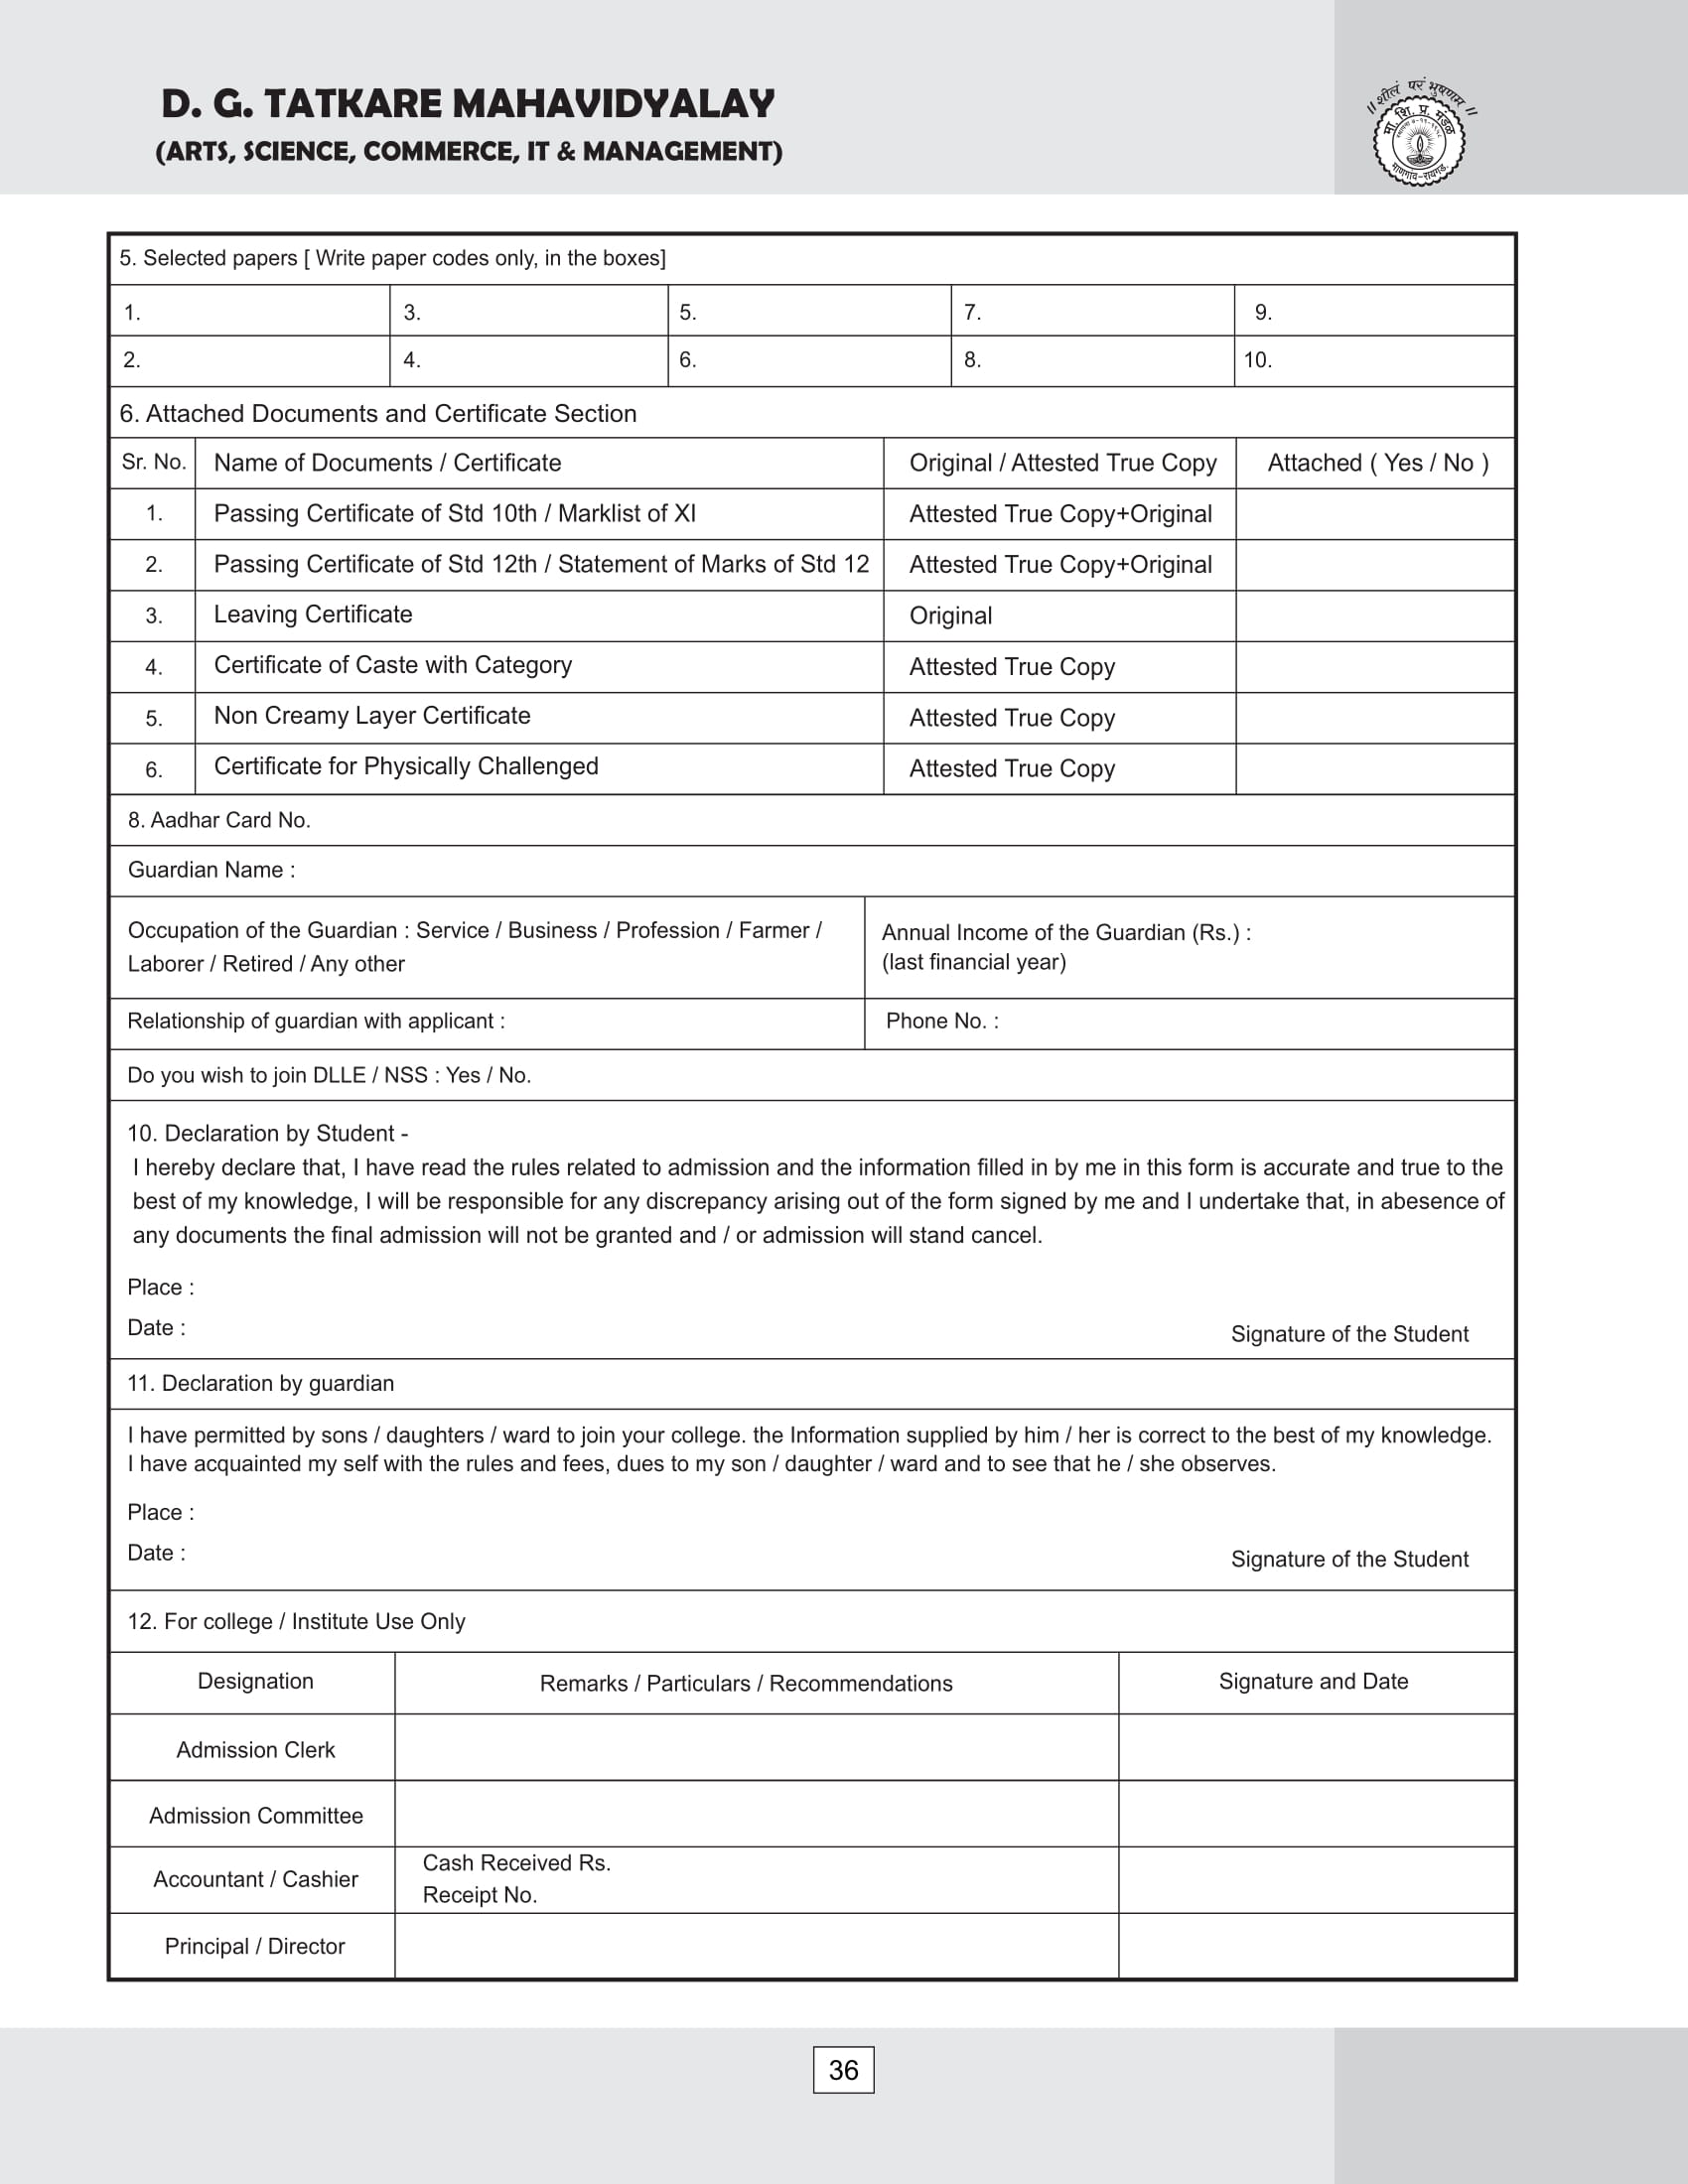 D. G. TATKARE MAHAVIDYALAY
(ARTS, SCIENCE, COMMERCE, IT & MANAGEMENT)
॥ शीलं परं भुषणम ॥
मा. शि. प्र. मंडळ
माणगांव-रायगड.
5. Selected papers [ Write paper codes only, in the boxes]
1. 3. 5. 7. 9.
2. 4. 6. 8. 10.
6. Attached Documents and Certificate Section
Sr. No. Name of Documents / Certificate Original / Attested True Copy Attached ( Yes / No )
1. Passing Certificate of Std 10th / Marklist of XI Attested True Copy+Original
2. Passing Certificate of Std 12th / Statement of Marks of Std 12 Attested True Copy+Original
3. Leaving Certificate Original
4. Certificate of Caste with Category Attested True Copy
5. Non Creamy Layer Certificate Attested True Copy
6. Certificate for Physically Challenged Attested True Copy
8. Aadhar Card No.
Guardian Name :
Occupation of the Guardian : Service / Business / Profession / Farmer /
Laborer / Retired / Any other
Annual Income of the Guardian (Rs.) :
(last financial year)
Relationship of guardian with applicant : Phone No. :
Do you wish to join DLLE / NSS : Yes / No.
10. Declaration by Student -
I hereby declare that, I have read the rules related to admission and the information filled in by me in this form is accurate and true to the
best of my knowledge, I will be responsible for any discrepancy arising out of the form signed by me and I undertake that, in abesence of
any documents the final admission will not be granted and / or admission will stand cancel.
Place :
Date :
Signature of the Student
11. Declaration by guardian
I have permitted by sons / daughters / ward to join your college. the Information supplied by him / her is correct to the best of my knowledge.
I have acquainted my self with the rules and fees, dues to my son / daughter / ward and to see that he / she observes.
Place :
Date :
Signature of the Student
12. For college / Institute Use Only
Designation Remarks / Particulars / Recommendations Signature and Date
Admission Clerk
Admission Committee
Accountant / Cashier
Cash Received Rs.
Receipt No.
Principal / Director
36